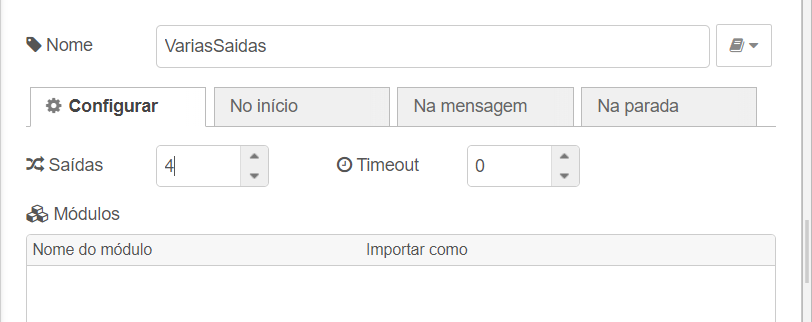 Nome VariasSaidas
Configurar No início Na mensagem Na parada
Saídas 4 Timeout 0
Módulos
Nome do módulo Importar como